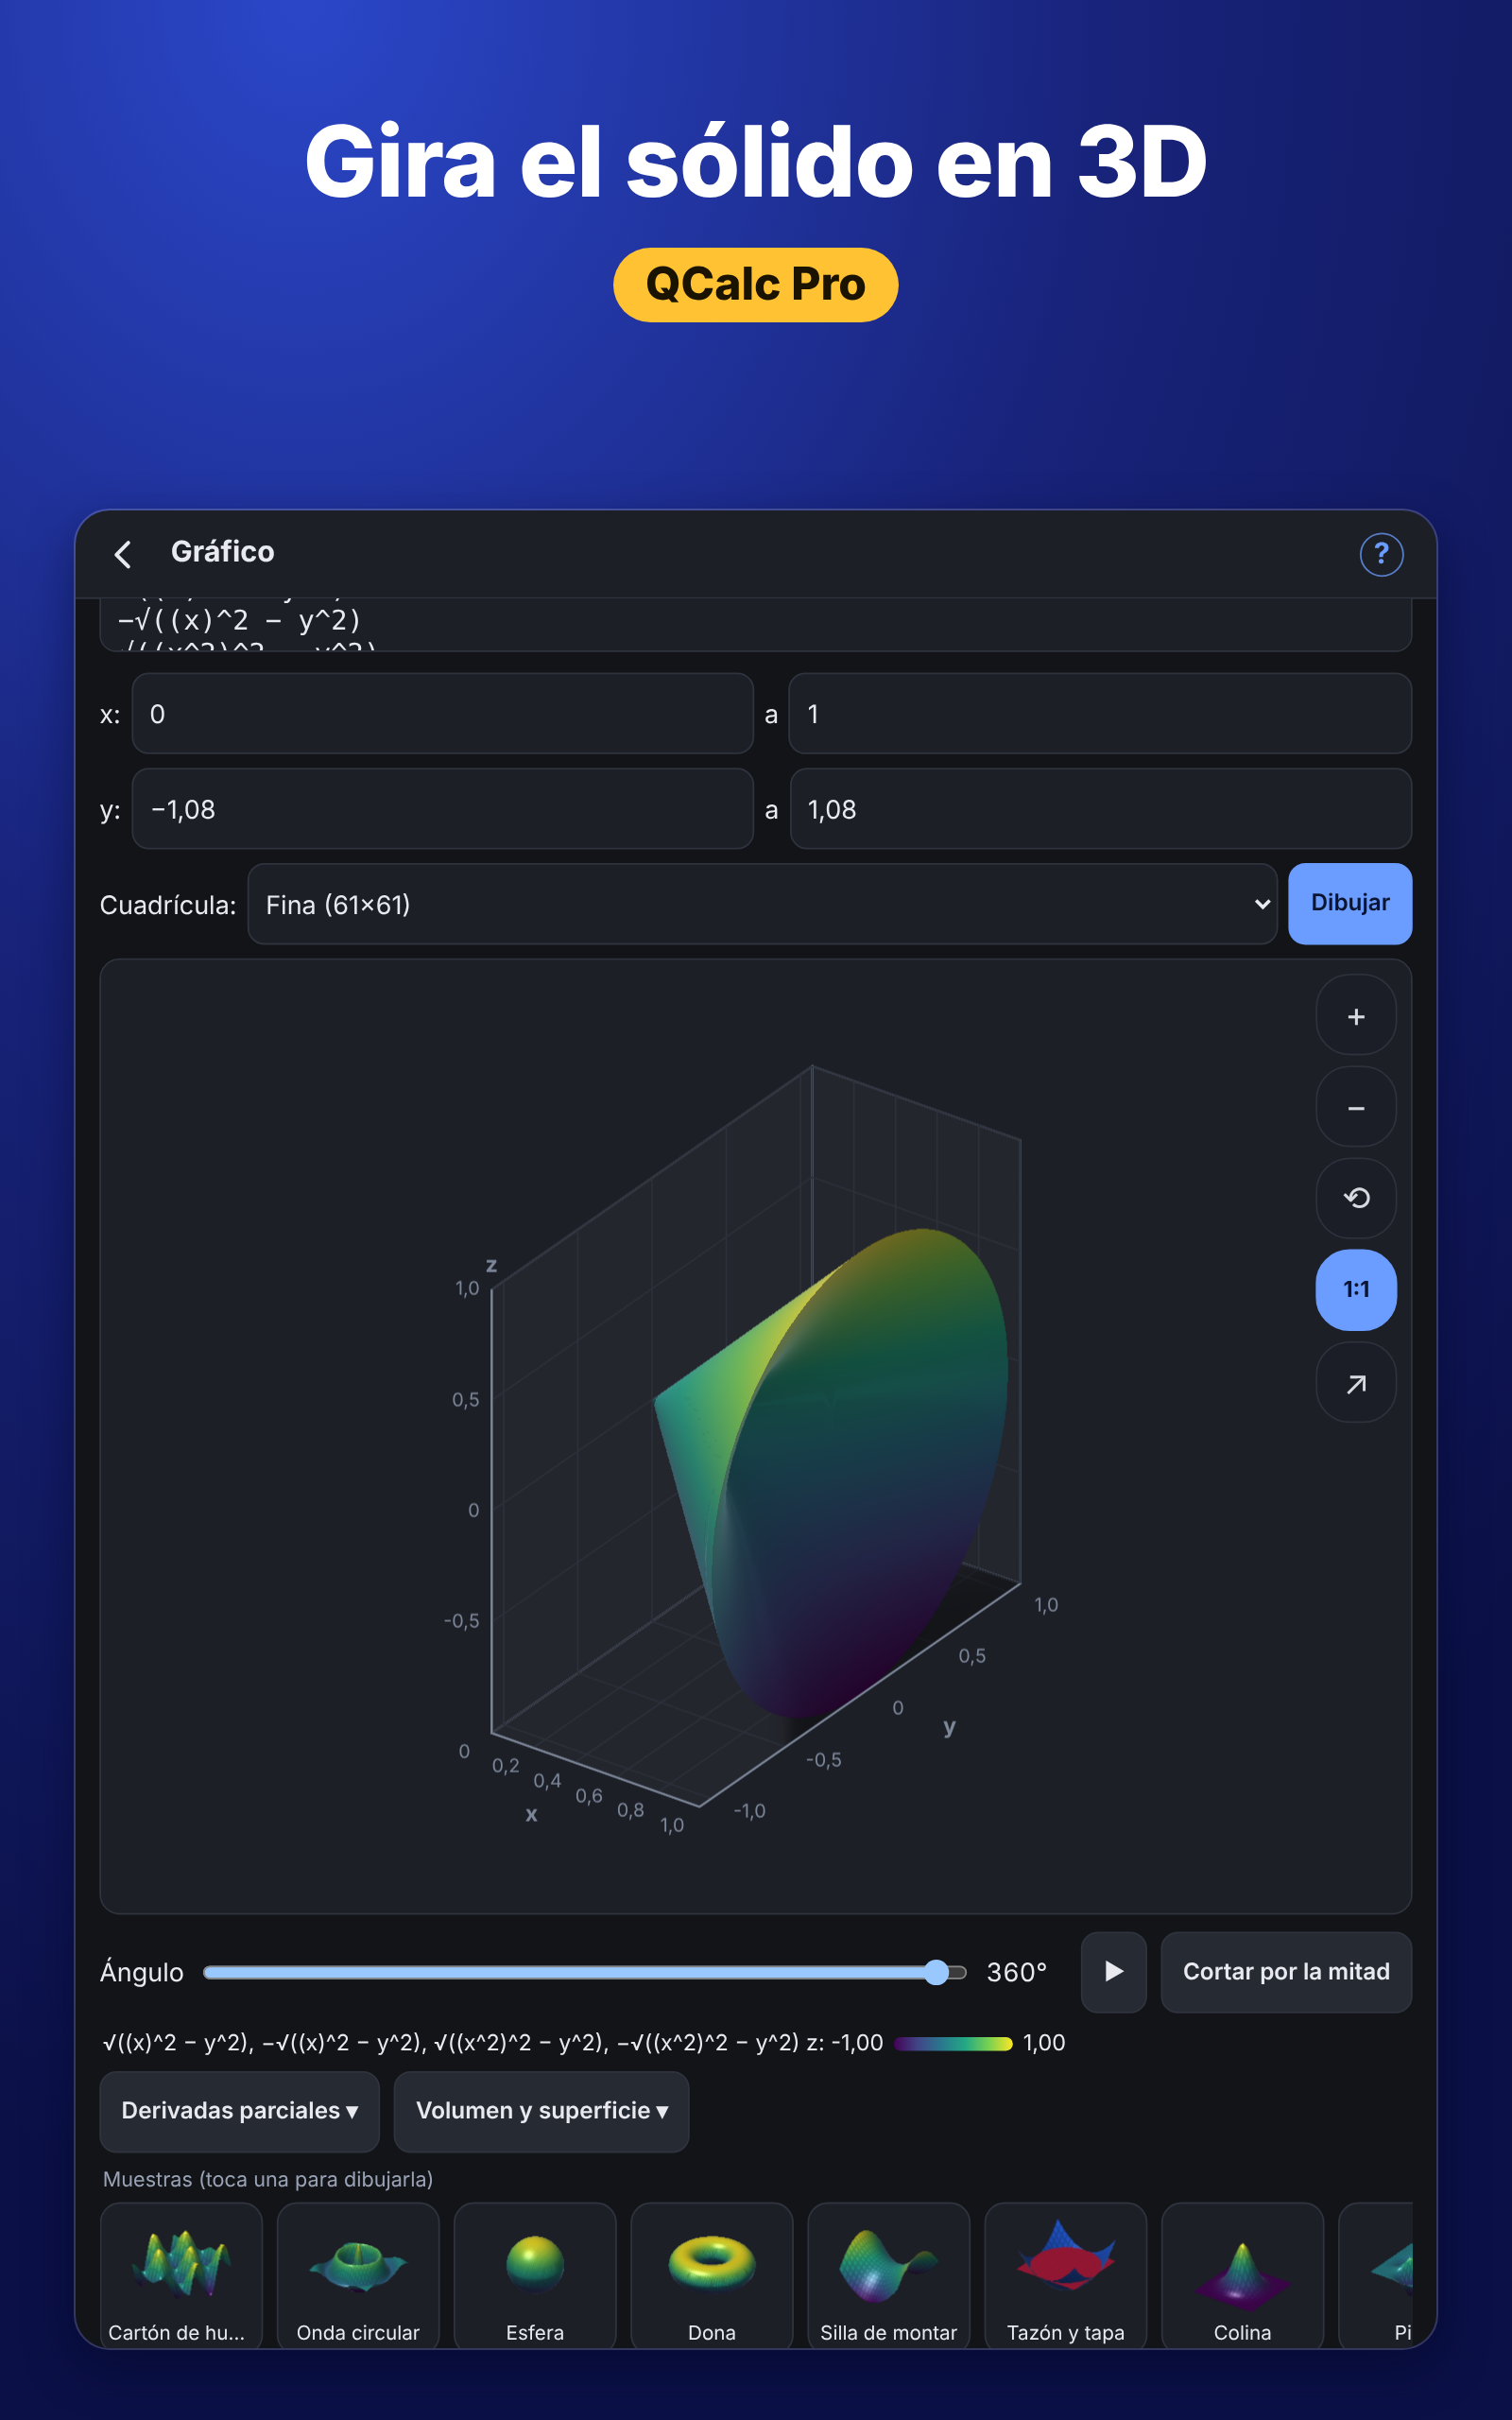 Gira el sólido en 3D
QCalc Pro
Gráfico
?
−√((x)^2 − y^2)
x: 0 a 1
y: −1,08 a 1,08
Cuadrícula: Fina (61×61) Dibujar
+
−
1:1
z
1,0
0,5
0
-0,5
0
0,2
0,4
0,6
0,8
1,0
x
-1,0
-0,5
0
0,5
1,0
y
Ángulo 360° Cortar por la mitad
√((x)^2 − y^2), −√((x)^2 − y^2), √((x^2)^2 − y^2), −√((x^2)^2 − y^2) z: -1,00 1,00
Derivadas parciales ▾ Volumen y superficie ▾
Muestras (toca una para dibujarla)
Cartón de hu... Onda circular Esfera Dona Silla de montar Tazón y tapa Colina Pi